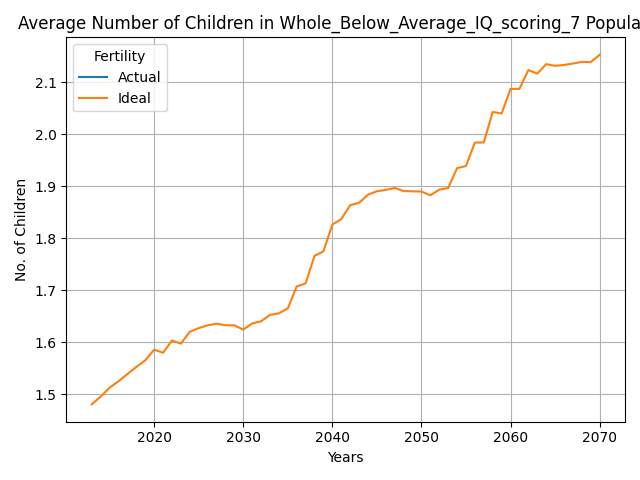 Average Number of Children in Whole_Below_Average_IQ_scoring_7 Popula
Fertility
Actual
Ideal
2.1
2.0
1.9
1.8
1.7
1.6
1.5
No. of Children
2020 2030 2040 2050 2060 2070
Years